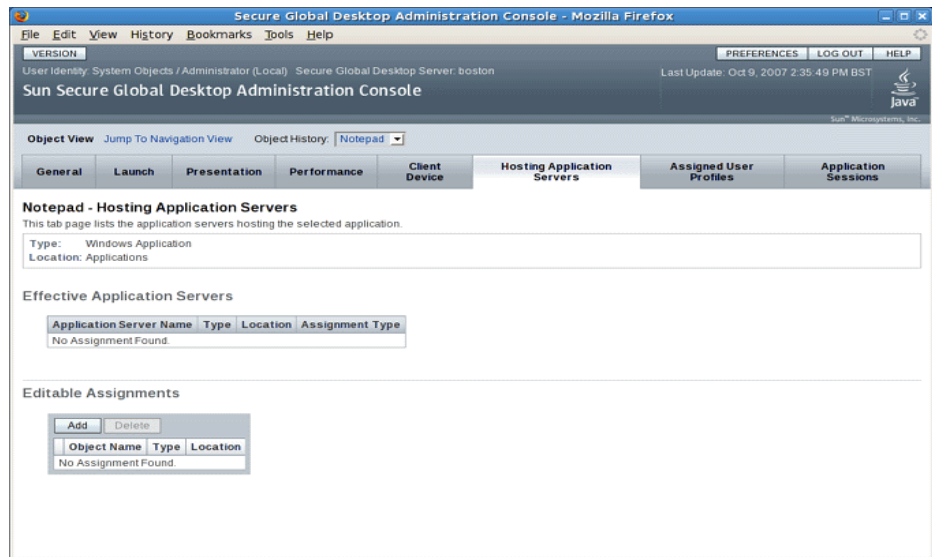 Secure Global Desktop Administration Console - Mozilla Firefox
File Edit View History Bookmarks Tools Help
VERSION PREFERENCES LOG OUT HELP
User Identity: System Objects / Administrator (Local) Secure Global Desktop Server: boston Last Update: Oct 9, 2007 2:35:49 PM BST
Sun Secure Global Desktop Administration Console
Java
Sun™ Microsystems, Inc.
Object View Jump To Navigation View Object History: Notepad
General Launch Presentation Performance Client Device Hosting Application Servers Assigned User Profiles Application Sessions
Notepad - Hosting Application Servers
This tab page lists the application servers hosting the selected application.
Type: Windows Application
Location: Applications
Effective Application Servers
Application Server Name Type Location Assignment Type
No Assignment Found.
Editable Assignments
Add Delete
Object Name Type Location
No Assignment Found.